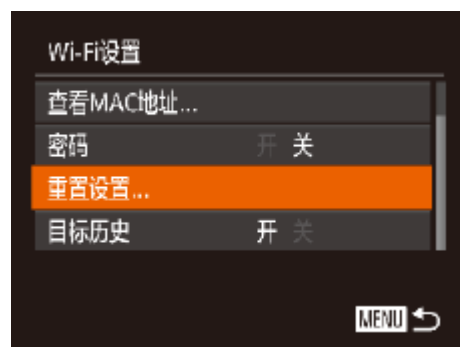 Wi-Fi设置
查看MAC地址...
密码 开 关
重置设置...
目标历史 开 关
MENU